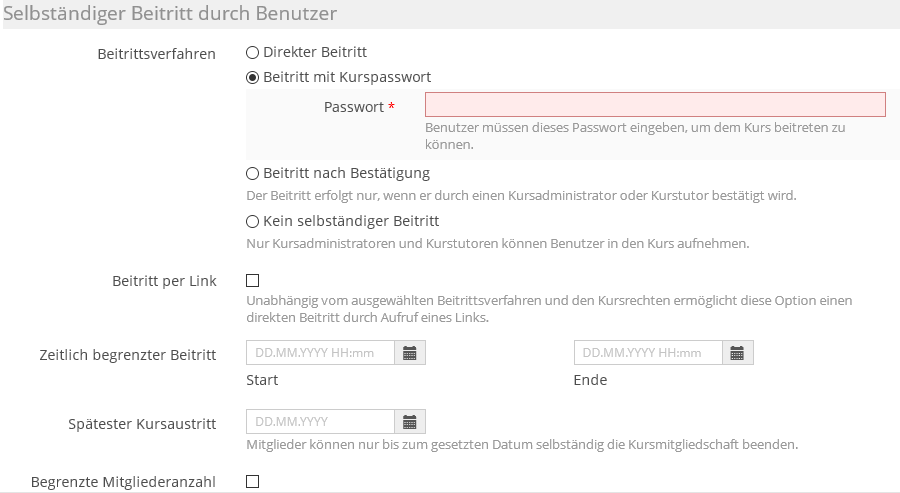 Selbständiger Beitritt durch Benutzer
Beitrittsverfahren
Direkter Beitritt
Beitritt mit Kurspasswort
Passwort *
Benutzer müssen dieses Passwort eingeben, um dem Kurs beitreten zu
können.
Beitritt nach Bestätigung
Der Beitritt erfolgt nur, wenn er durch einen Kursadministrator oder Kurstutor bestätigt wird.
Kein selbständiger Beitritt
Nur Kursadministratoren und Kurstutoren können Benutzer in den Kurs aufnehmen.
Beitritt per Link
Unabhängig vom ausgewählten Beitrittsverfahren und den Kursrechten ermöglicht diese Option einen
direkten Beitritt durch Aufruf eines Links.
Zeitlich begrenzter Beitritt
DD.MM.YYYY HH:mm
DD.MM.YYYY HH:mm
Start
Ende
Spätester Kursaustritt
DD.MM.YYYY
Mitglieder können nur bis zum gesetzten Datum selbständig die Kursmitgliedschaft beenden.
Begrenzte Mitgliederanzahl